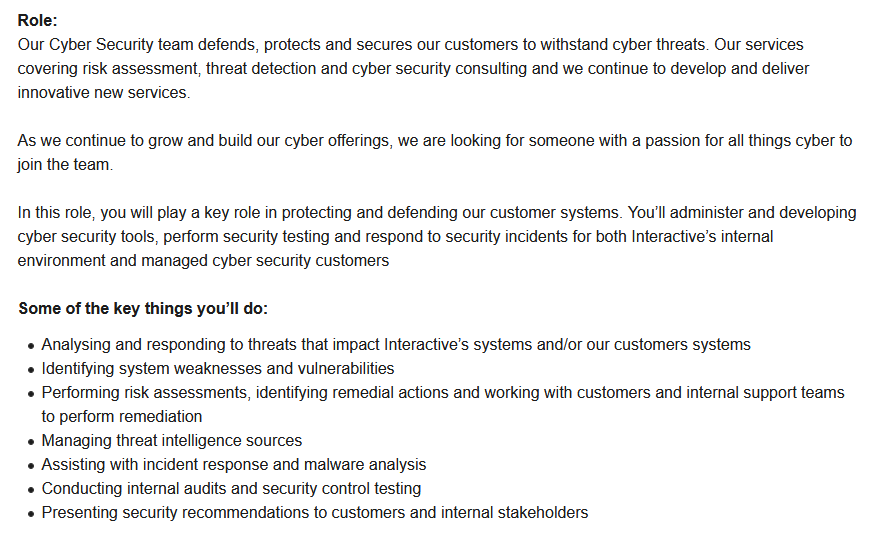 Role:
Our Cyber Security team defends, protects and secures our customers to withstand cyber threats. Our services
covering risk assessment, threat detection and cyber security consulting and we continue to develop and deliver
innovative new services.
As we continue to grow and build our cyber offerings, we are looking for someone with a passion for all things cyber to
join the team.
In this role, you will play a key role in protecting and defending our customer systems. You’ll administer and developing
cyber security tools, perform security testing and respond to security incidents for both Interactive’s internal
environment and managed cyber security customers
Some of the key things you’ll do:
• Analysing and responding to threats that impact Interactive’s systems and/or our customers systems
• Identifying system weaknesses and vulnerabilities
• Performing risk assessments, identifying remedial actions and working with customers and internal support teams
to perform remediation
• Managing threat intelligence sources
• Assisting with incident response and malware analysis
• Conducting internal audits and security control testing
• Presenting security recommendations to customers and internal stakeholders